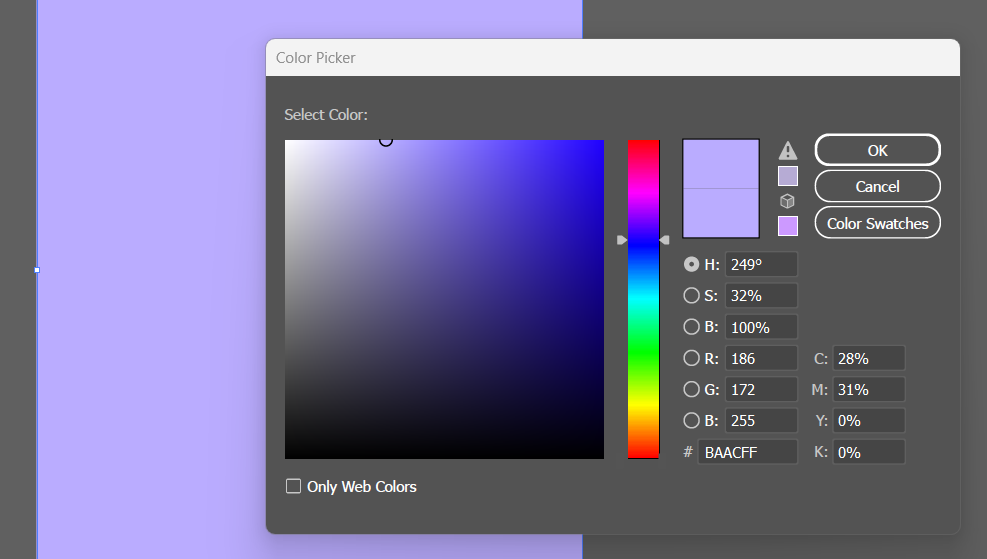 Color Picker
Select Color:
OK
Cancel
Color Swatches
H: 249°
S: 32%
B: 100%
R: 186 C: 28%
G: 172 M: 31%
B: 255 Y: 0%
# BAACFF K: 0%
Only Web Colors